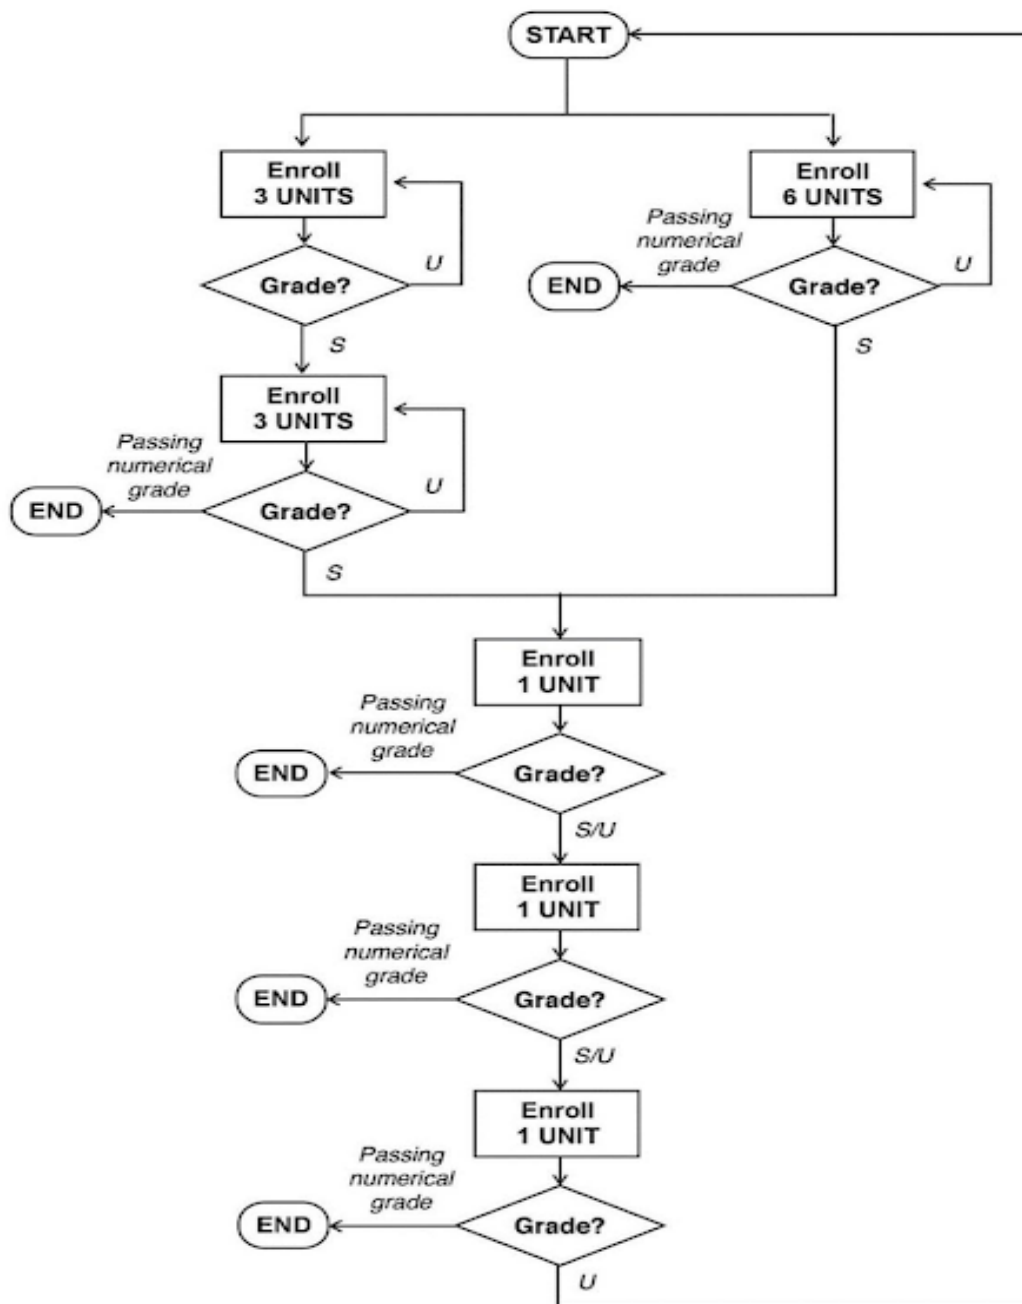 START
Enroll
3 UNITS
Grade?
U
S
Enroll
3 UNITS
Passing
numerical
grade
Grade?
U
END
S
Enroll
6 UNITS
Passing
numerical
grade
Grade?
U
END
S
Enroll
1 UNIT
Passing
numerical
grade
Grade?
END
S/U
Enroll
1 UNIT
Passing
numerical
grade
Grade?
END
S/U
Enroll
1 UNIT
Passing
numerical
grade
Grade?
END
U